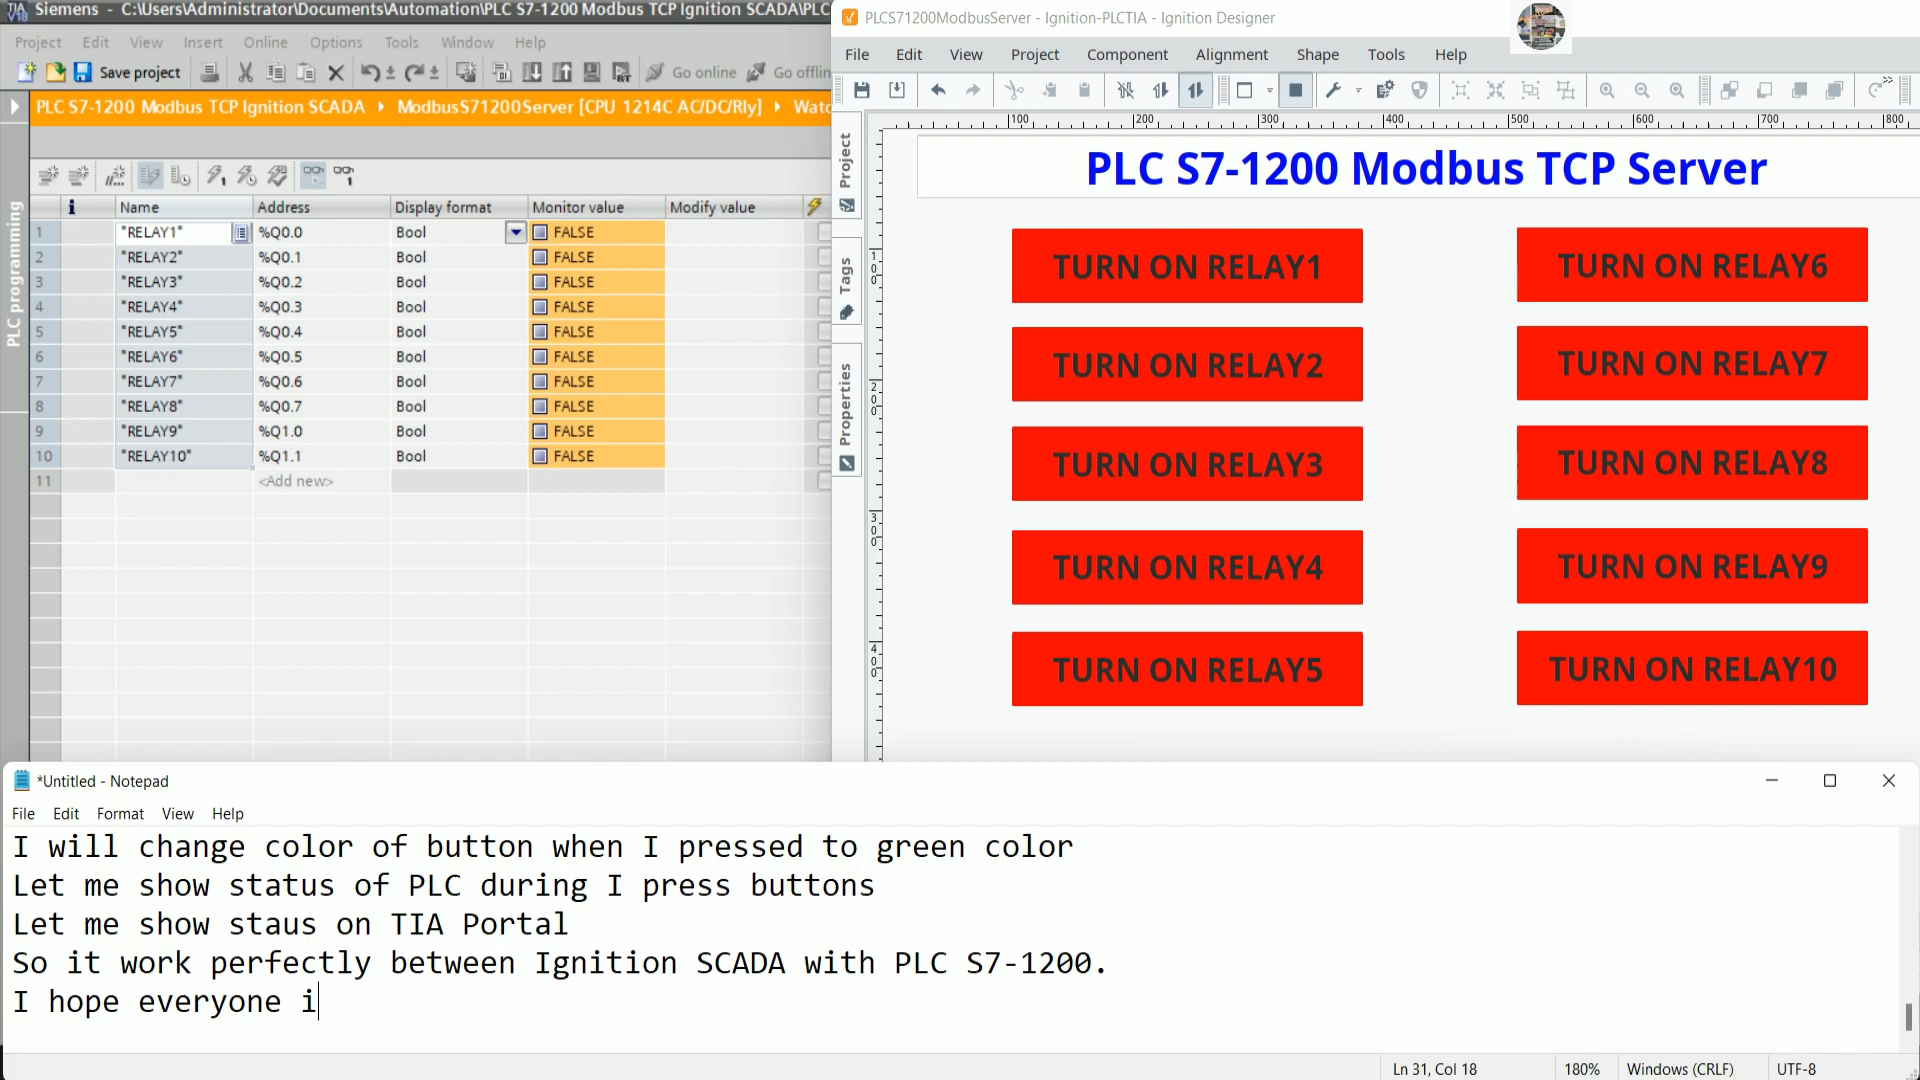 Siemens - C:\Users\Administrator\Documents\Automation\PLC S7-1200 Modbus TCP Ignition SCADA\PLC
Project Edit View Insert Online Options Tools Window Help
Save project Go online Go offlin
PLC S7-1200 Modbus TCP Ignition SCADA ModbusS71200Server [CPU 1214C AC/DC/Rly] Watc
PLC programming
i Name Address Display format Monitor value Modify value
1 "RELAY1" %Q0.0 Bool FALSE
2 "RELAY2" %Q0.1 Bool FALSE
3 "RELAY3" %Q0.2 Bool FALSE
4 "RELAY4" %Q0.3 Bool FALSE
5 "RELAY5" %Q0.4 Bool FALSE
6 "RELAY6" %Q0.5 Bool FALSE
7 "RELAY7" %Q0.6 Bool FALSE
8 "RELAY8" %Q0.7 Bool FALSE
9 "RELAY9" %Q1.0 Bool FALSE
10 "RELAY10" %Q1.1 Bool FALSE
11 <Add new>
PLCS71200ModbusServer - Ignition-PLCTIA - Ignition Designer
File Edit View Project Component Alignment Shape Tools Help
Project
Tags
Properties
100 200 300 400 500 600 700 800
100
200
300
400
PLC S7-1200 Modbus TCP Server
TURN ON RELAY1 TURN ON RELAY6
TURN ON RELAY2 TURN ON RELAY7
TURN ON RELAY3 TURN ON RELAY8
TURN ON RELAY4 TURN ON RELAY9
TURN ON RELAY5 TURN ON RELAY10
*Untitled - Notepad
File Edit Format View Help
I will change color of button when I pressed to green color
Let me show status of PLC during I press buttons
Let me show staus on TIA Portal
So it work perfectly between Ignition SCADA with PLC S7-1200.
I hope everyone i
Ln 31, Col 18 180% Windows (CRLF) UTF-8